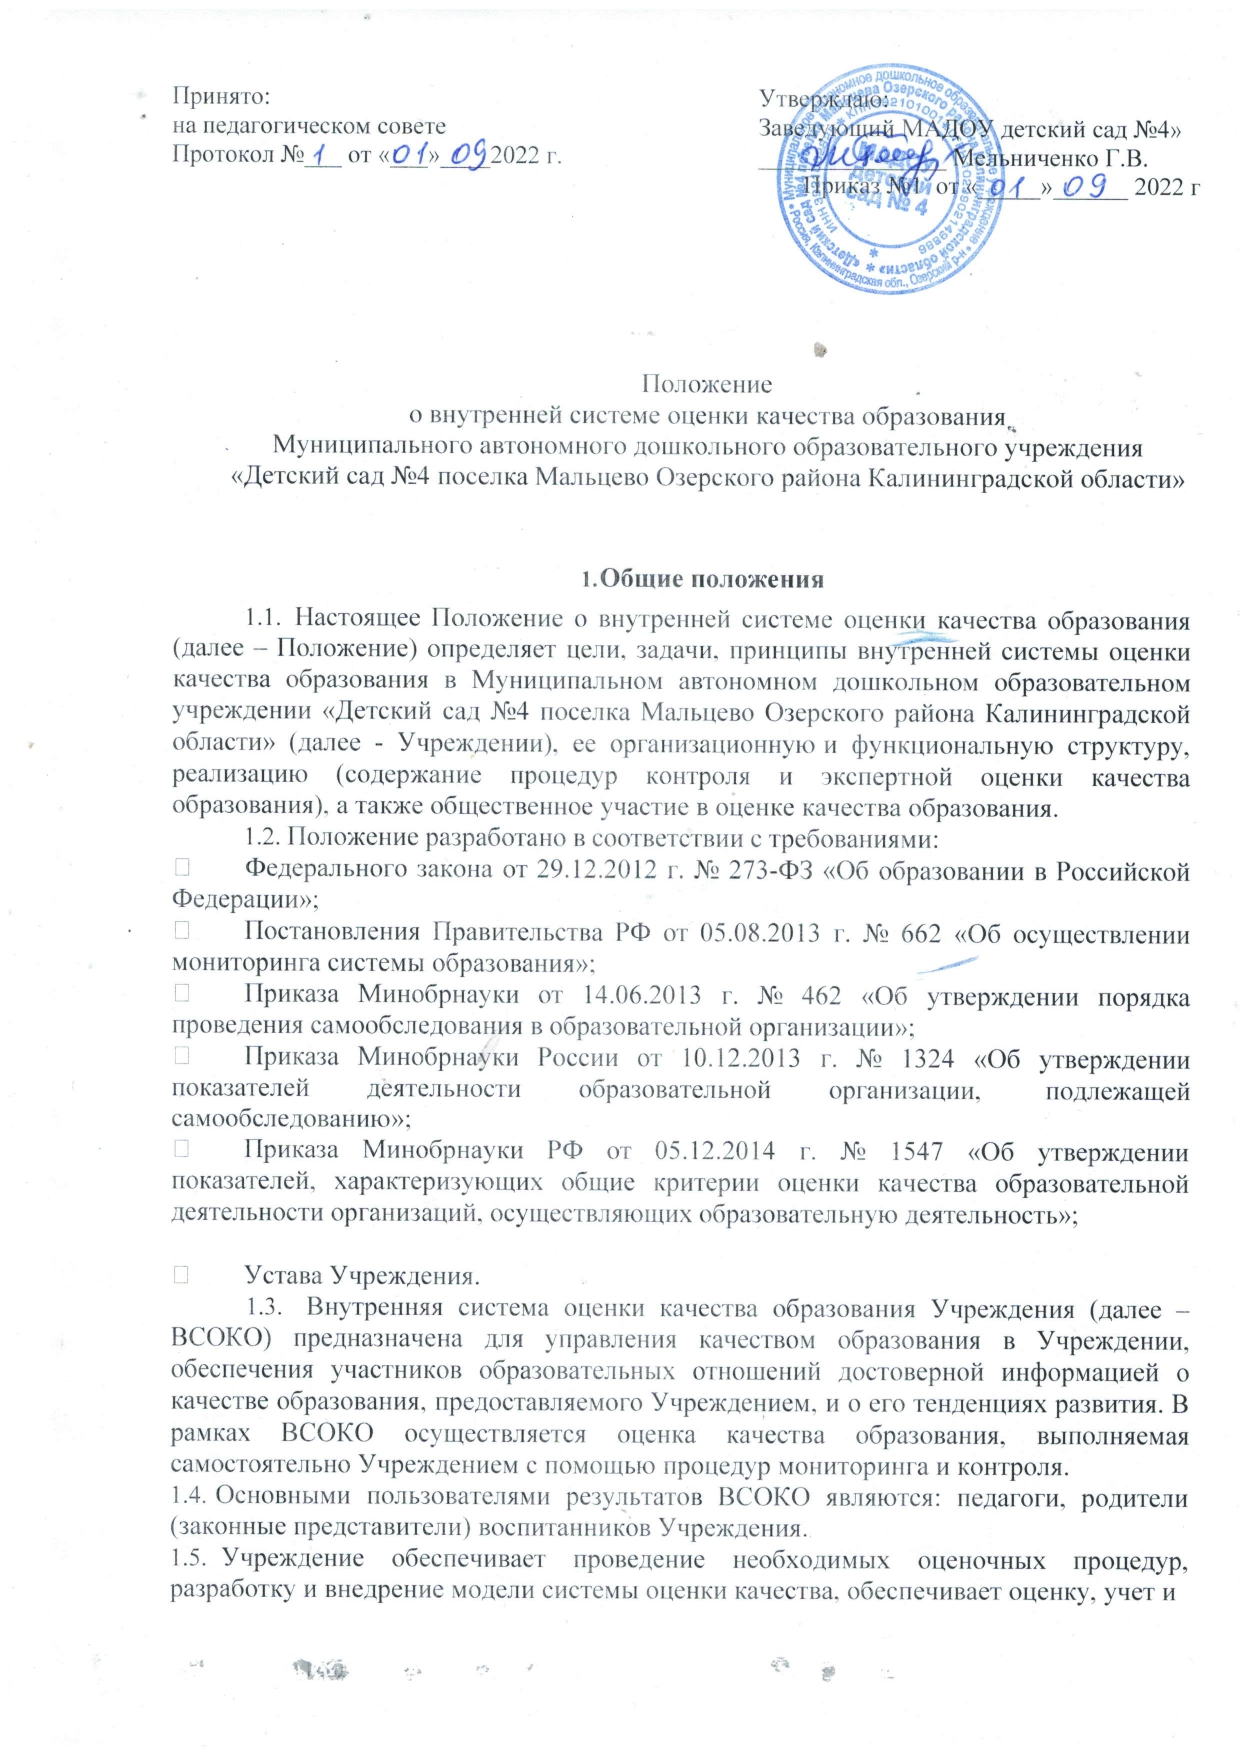 Принято:
на педагогическом совете
Протокол № 1 от «01» 09 2022 г.
Утверждаю:
Заведующий МАДОУ детский сад №4»
Мельниченко Г.В.
Приказ №1 от « 01 » 09 2022 г
детский
сад № 4
Положение
о внутренней системе оценки качества образования
Муниципального автономного дошкольного образовательного учреждения
«Детский сад №4 поселка Мальцево Озерского района Калининградской области»
1.Общие положения
1.1. Настоящее Положение о внутренней системе оценки качества образования
(далее – Положение) определяет цели, задачи, принципы внутренней системы оценки
качества образования в Муниципальном автономном дошкольном образовательном
учреждении «Детский сад №4 поселка Мальцево Озерского района Калининградской
области» (далее - Учреждении), ее организационную и функциональную структуру,
реализацию (содержание процедур контроля и экспертной оценки качества
образования), а также общественное участие в оценке качества образования.
1.2. Положение разработано в соответствии с требованиями:
Федерального закона от 29.12.2012 г. № 273-ФЗ «Об образовании в Российской
Федерации»;
Постановления Правительства РФ от 05.08.2013 г. № 662 «Об осуществлении
мониторинга системы образования»;
Приказа Минобрнауки от 14.06.2013 г. № 462 «Об утверждении порядка
проведения самообследования в образовательной организации»;
Приказа Минобрнауки России от 10.12.2013 г. № 1324 «Об утверждении
показателей деятельности образовательной организации, подлежащей
самообследованию»;
Приказа Минобрнауки РФ от 05.12.2014 г. № 1547 «Об утверждении
показателей, характеризующих общие критерии оценки качества образовательной
деятельности организаций, осуществляющих образовательную деятельность»;
Устава Учреждения.
1.3. Внутренняя система оценки качества образования Учреждения (далее –
ВСОКО) предназначена для управления качеством образования в Учреждении,
обеспечения участников образовательных отношений достоверной информацией о
качестве образования, предоставляемого Учреждением, и о его тенденциях развития. В
рамках ВСОКО осуществляется оценка качества образования, выполняемая
самостоятельно Учреждением с помощью процедур мониторинга и контроля.
1.4. Основными пользователями результатов ВСОКО являются: педагоги, родители
(законные представители) воспитанников Учреждения.
1.5. Учреждение обеспечивает проведение необходимых оценочных процедур,
разработку и внедрение модели системы оценки качества, обеспечивает оценку, учет и